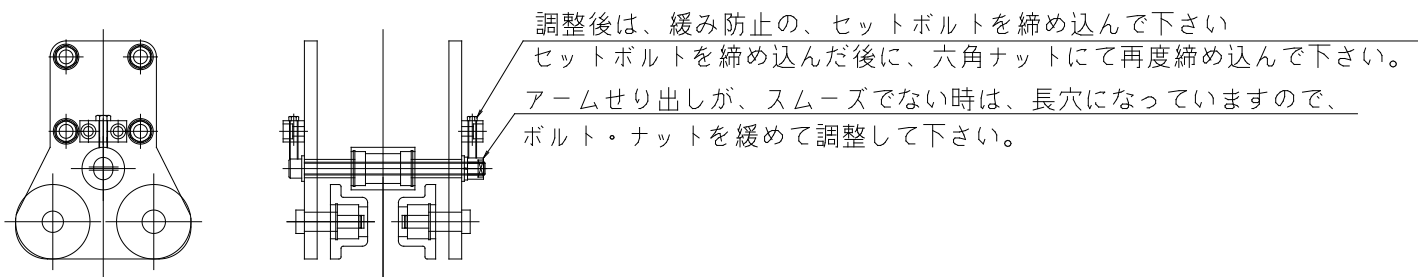 調整後は、緩み防止の、セットボルトを締め込んで下さい
セットボルトを締め込んだ後に、六角ナットにて再度締め込んで下さい。
アームせり出しが、スムーズでない時は、長穴になっていますので、
ボルト・ナットを緩めて調整して下さい。